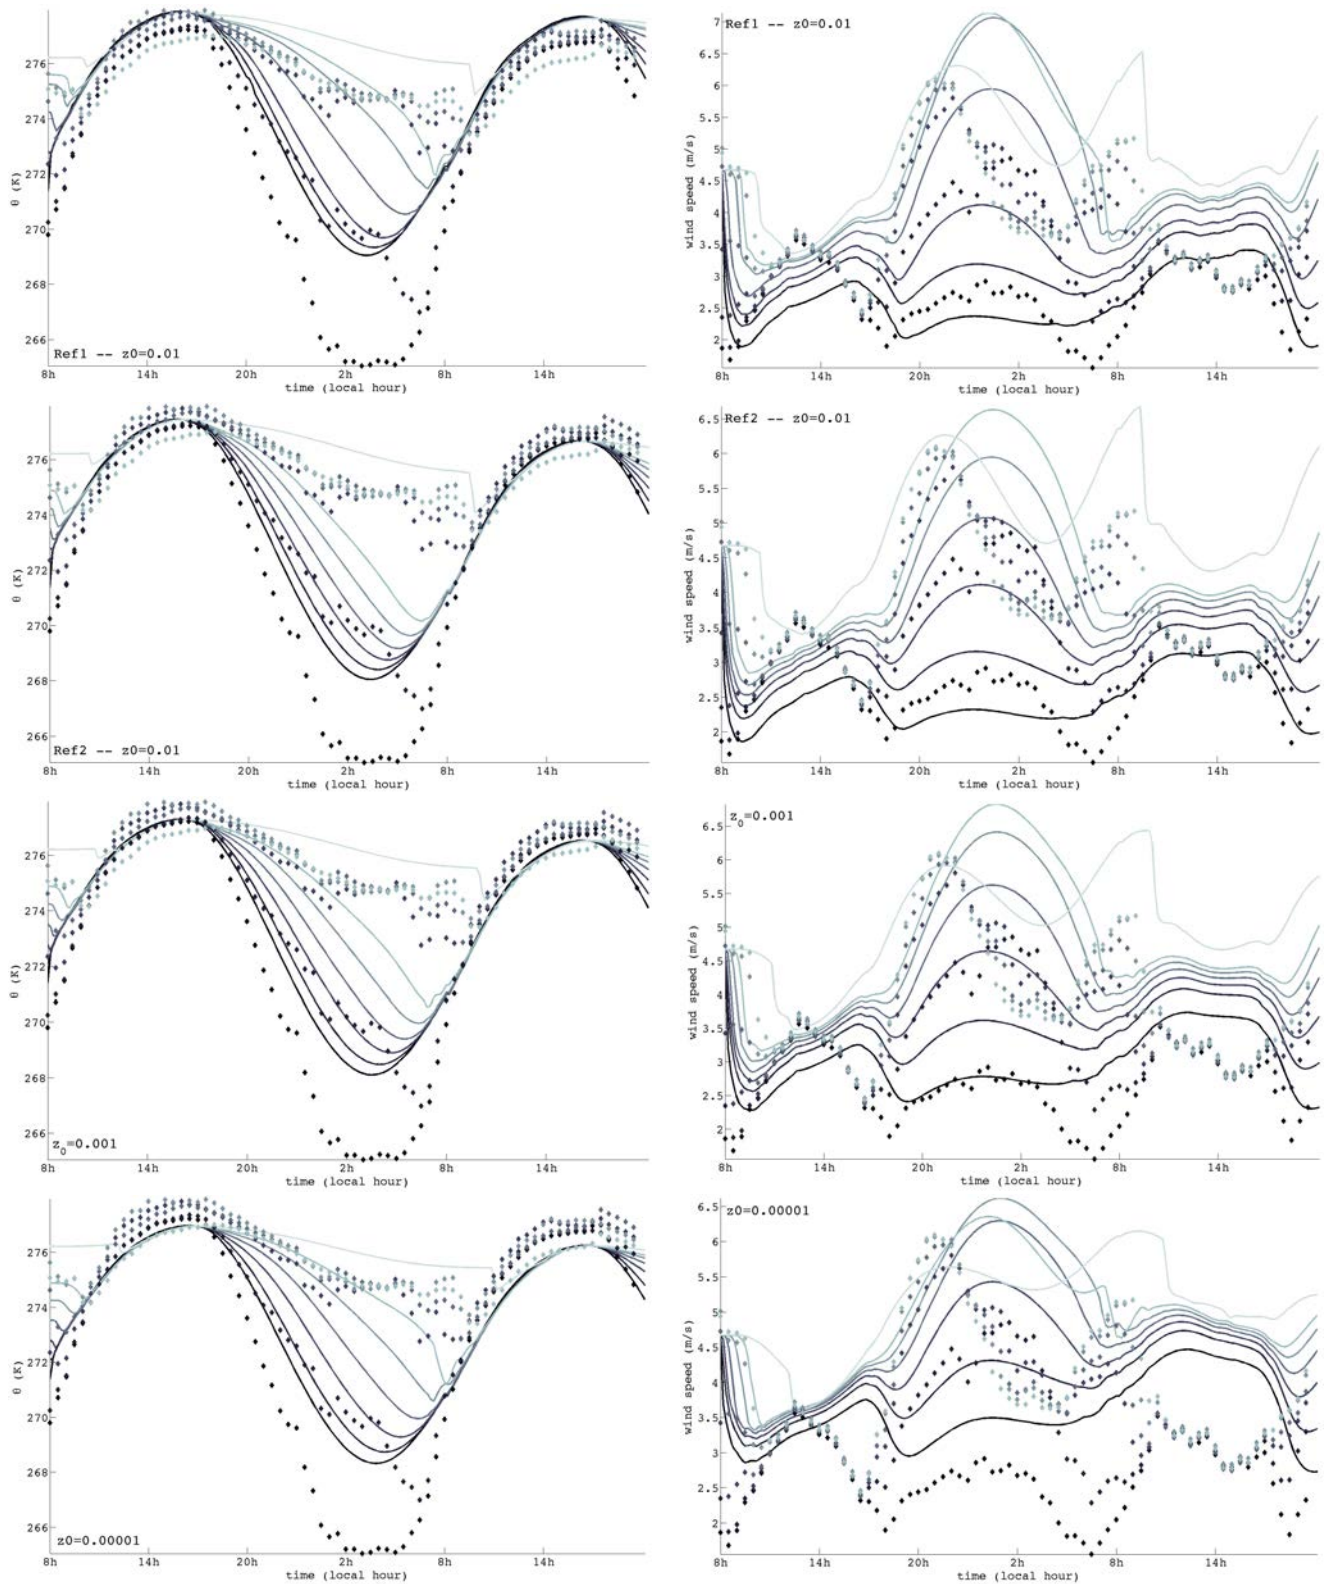 276
274
272
270
268
266
θ (K)
Ref1 -- z0=0.01
8h 14h 20h 2h 8h 14h
time (local hour)
7
6.5
6
5.5
5
4.5
4
3.5
3
2.5
2
wind speed (m/s)
Ref1 -- z0=0.01
8h 14h 20h 2h 8h 14h
time (local hour)
276
274
272
270
268
266
θ (K)
Ref2 -- z0=0.01
8h 14h 20h 2h 8h 14h
time (local hour)
6.5
6
5.5
5
4.5
4
3.5
3
2.5
2
wind speed (m/s)
Ref2 -- z0=0.01
8h 14h 20h 2h 8h 14h
time (local hour)
276
274
272
270
268
266
θ (K)
z0=0.001
8h 14h 20h 2h 8h 14h
time (local hour)
6.5
6
5.5
5
4.5
4
3.5
3
2.5
2
wind speed (m/s)
z0=0.001
8h 14h 20h 2h 8h 14h
time (local hour)
276
274
272
270
268
266
θ (K)
z0=0.00001
8h 14h 20h 2h 8h 14h
time (local hour)
6.5
6
5.5
5
4.5
4
3.5
3
2.5
2
wind speed (m/s)
z0=0.00001
8h 14h 20h 2h 8h 14h
time (local hour)